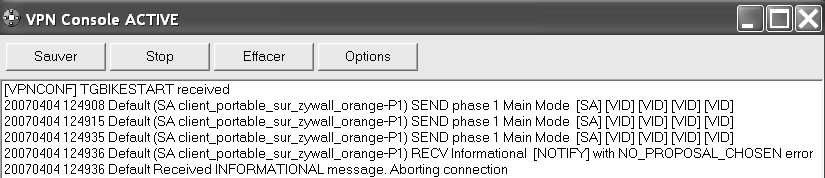 VPN Console ACTIVE
Sauver Stop Effacer Options
[VPNCONF] TGBIKESTART received
20070404 124908 Default (SA client_portable_sur_zywall_orange-P1) SEND phase 1 Main Mode [SA] [VID] [VID] [VID] [VID]
20070404 124915 Default (SA client_portable_sur_zywall_orange-P1) SEND phase 1 Main Mode [SA] [VID] [VID] [VID] [VID]
20070404 124935 Default (SA client_portable_sur_zywall_orange-P1) SEND phase 1 Main Mode [SA] [VID] [VID] [VID] [VID]
20070404 124936 Default (SA client_portable_sur_zywall_orange-P1) RECV Informational [NOTIFY] with NO_PROPOSAL_CHOSEN error
20070404 124936 Default Received INFORMATIONAL message. Aborting connection